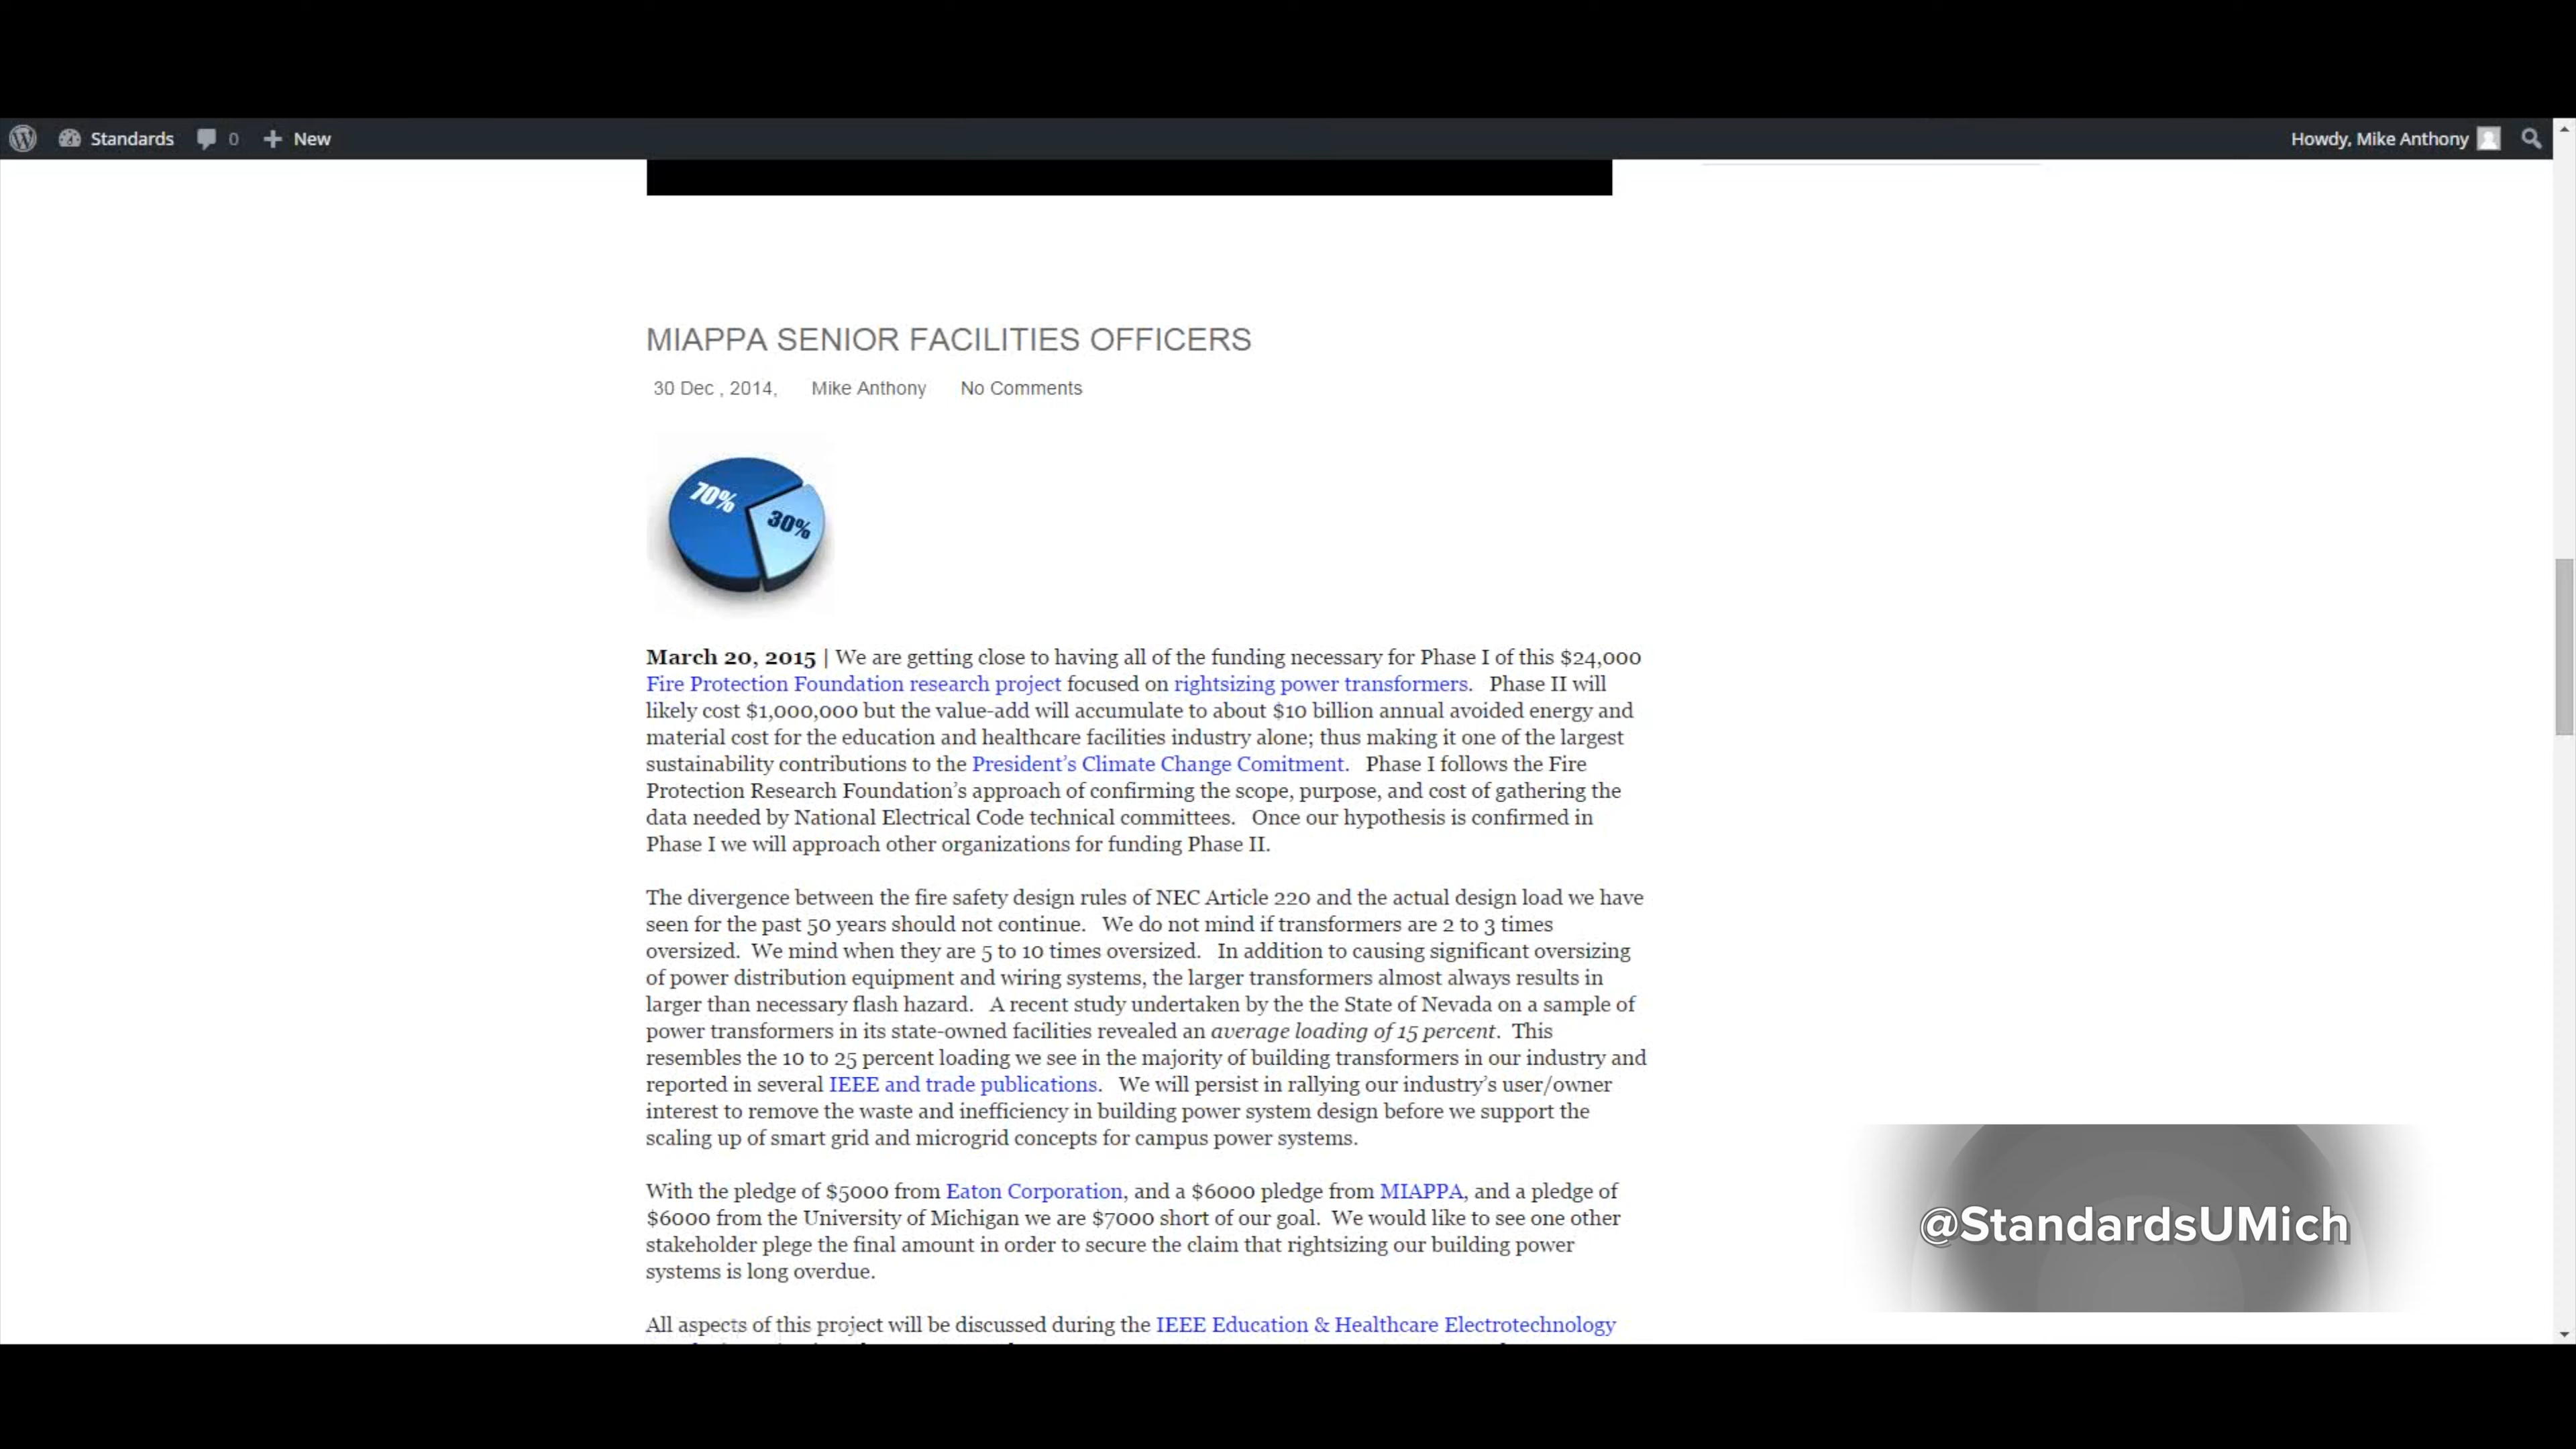 Standards 0 New Howdy, Mike Anthony
MIAPPA SENIOR FACILITIES OFFICERS
30 Dec , 2014, Mike Anthony No Comments
70%
30%
March 20, 2015 | We are getting close to having all of the funding necessary for Phase I of this $24,000
Fire Protection Foundation research project focused on rightsizing power transformers. Phase II will
likely cost $1,000,000 but the value-add will accumulate to about $10 billion annual avoided energy and
material cost for the education and healthcare facilities industry alone; thus making it one of the largest
sustainability contributions to the President's Climate Change Comitment. Phase I follows the Fire
Protection Research Foundation's approach of confirming the scope, purpose, and cost of gathering the
data needed by National Electrical Code technical committees. Once our hypothesis is confirmed in
Phase I we will approach other organizations for funding Phase II.
The divergence between the fire safety design rules of NEC Article 220 and the actual design load we have
seen for the past 50 years should not continue. We do not mind if transformers are 2 to 3 times
oversized. We mind when they are 5 to 10 times oversized. In addition to causing significant oversizing
of power distribution equipment and wiring systems, the larger transformers almost always results in
larger than necessary flash hazard. A recent study undertaken by the the State of Nevada on a sample of
power transformers in its state-owned facilities revealed an average loading of 15 percent. This
resembles the 10 to 25 percent loading we see in the majority of building transformers in our industry and
reported in several IEEE and trade publications. We will persist in rallying our industry's user/owner
interest to remove the waste and inefficiency in building power system design before we support the
scaling up of smart grid and microgrid concepts for campus power systems.
With the pledge of $5000 from Eaton Corporation, and a $6000 pledge from MIAPPA, and a pledge of
$6000 from the University of Michigan we are $7000 short of our goal. We would like to see one other
stakeholder plege the final amount in order to secure the claim that rightsizing our building power
systems is long overdue.
All aspects of this project will be discussed during the IEEE Education & Healthcare Electrotechnology
@StandardsUMich